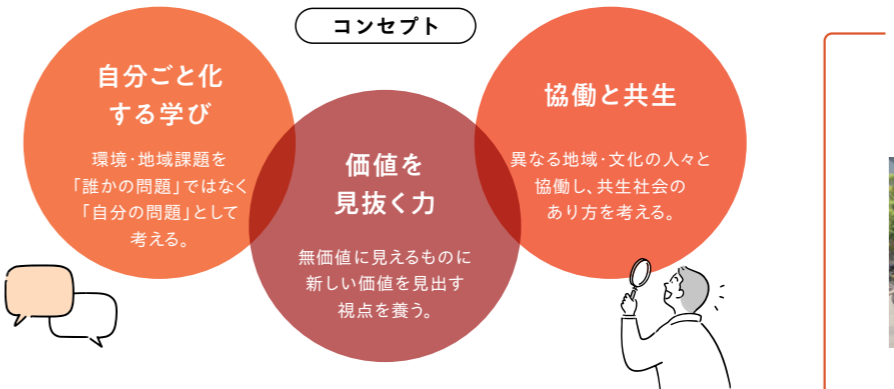 コンセプト
自分ごと化
する学び
環境・地域課題を
「誰かの問題」ではなく
「自分の問題」として
考える。
価値を
見抜く力
無価値に見えるものに
新しい価値を見出す
視点を養う。
協働と共生
異なる地域・文化の人々と
協働し、共生社会の
あり方を考える。